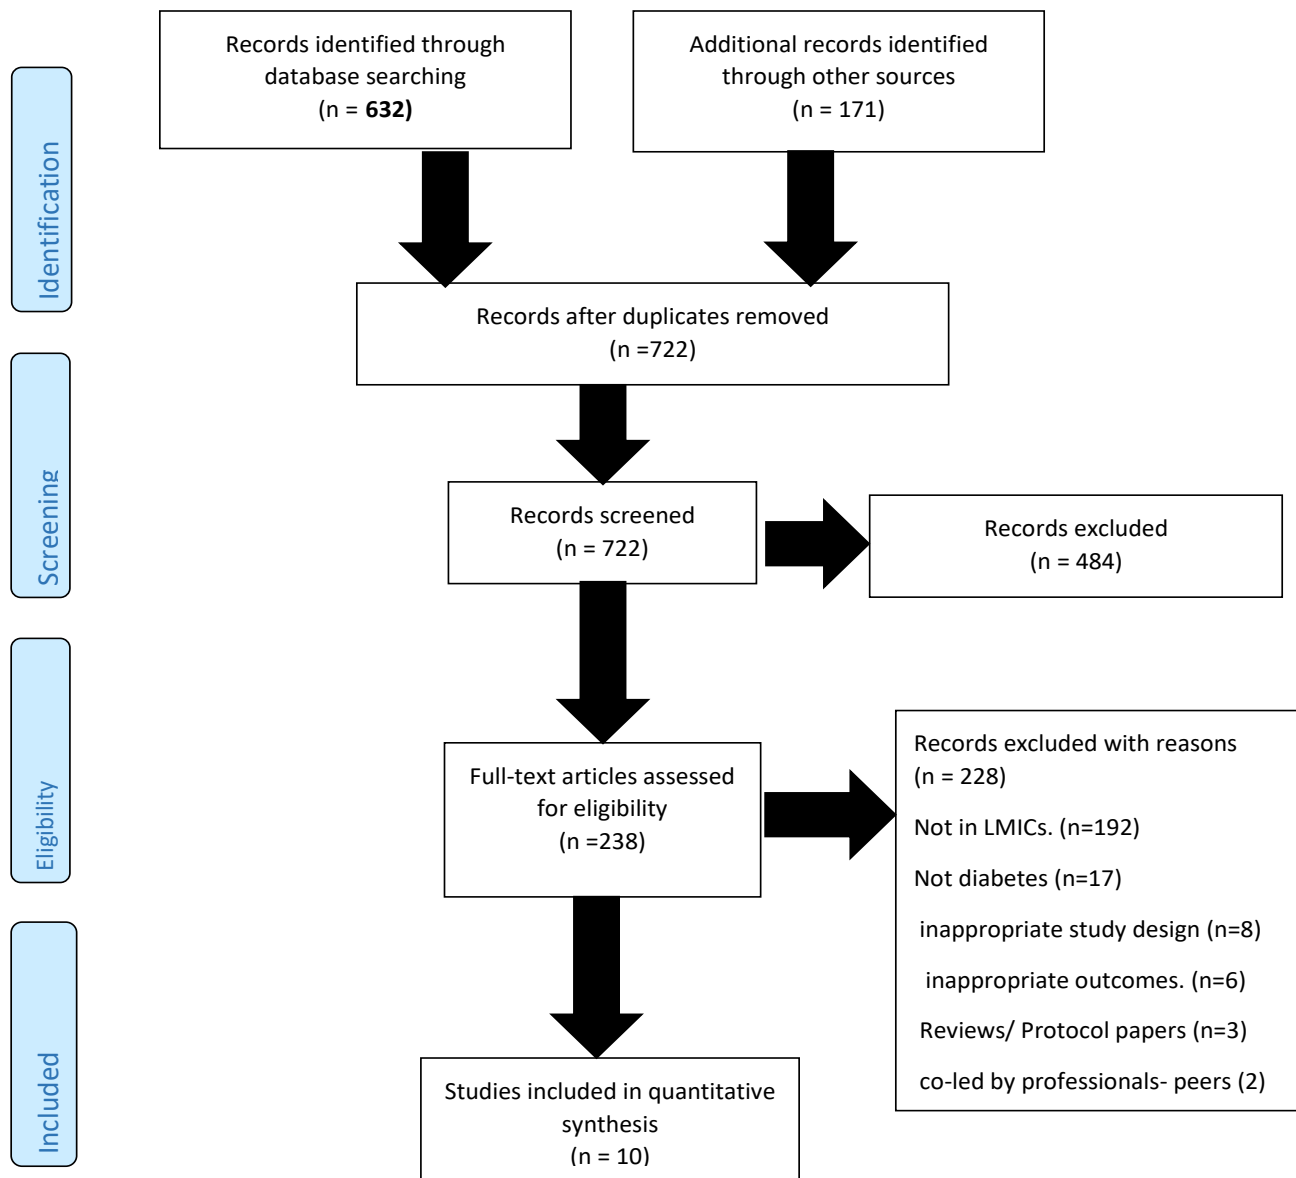 Records identified through
database searching
(n = 632)
Additional records identified
through other sources
(n = 171)
Identification
Records after duplicates removed
(n =722)
Screening
Records screened
(n = 722)
Records excluded
(n = 484)
Eligibility
Full-text articles assessed
for eligibility
(n =238)
Records excluded with reasons
(n = 228)
Not in LMICs. (n=192)
Not diabetes (n=17)
inappropriate study design (n=8)
inappropriate outcomes. (n=6)
Reviews/ Protocol papers (n=3)
co-led by professionals- peers (2)
Included
Studies included in quantitative
synthesis
(n = 10)